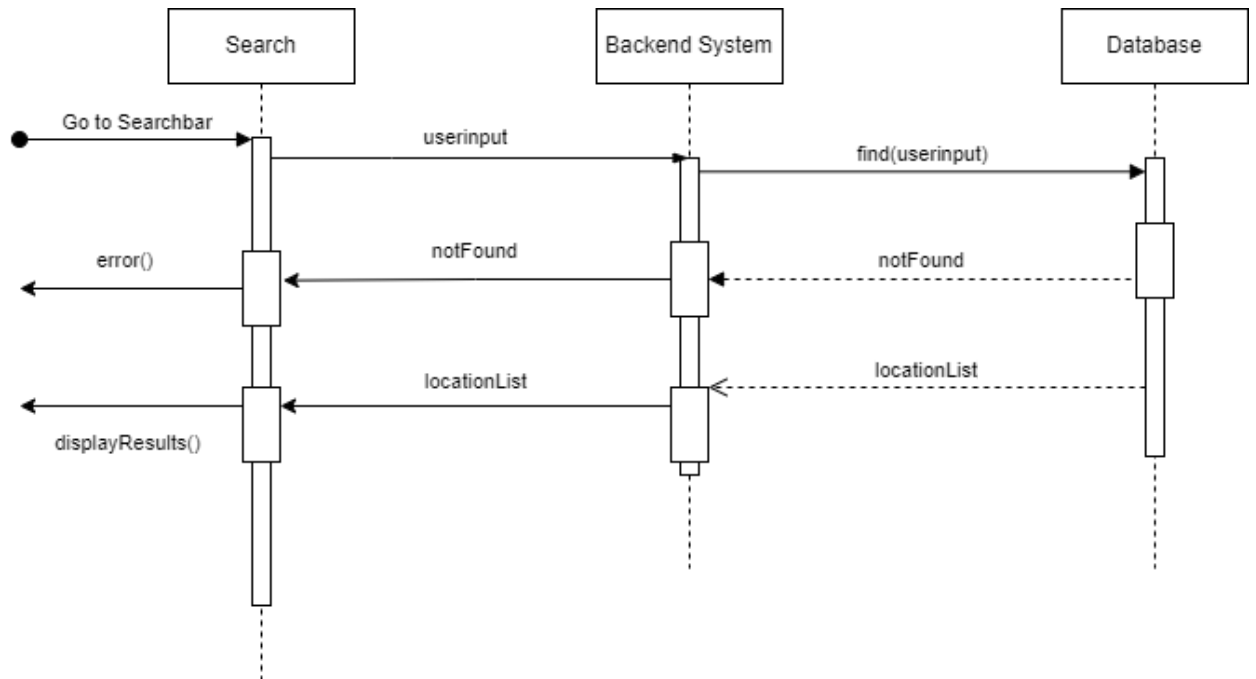 Search
Backend System
Database
Go to Searchbar
userinput
find(userinput)
error()
notFound
notFound
displayResults()
locationList
locationList